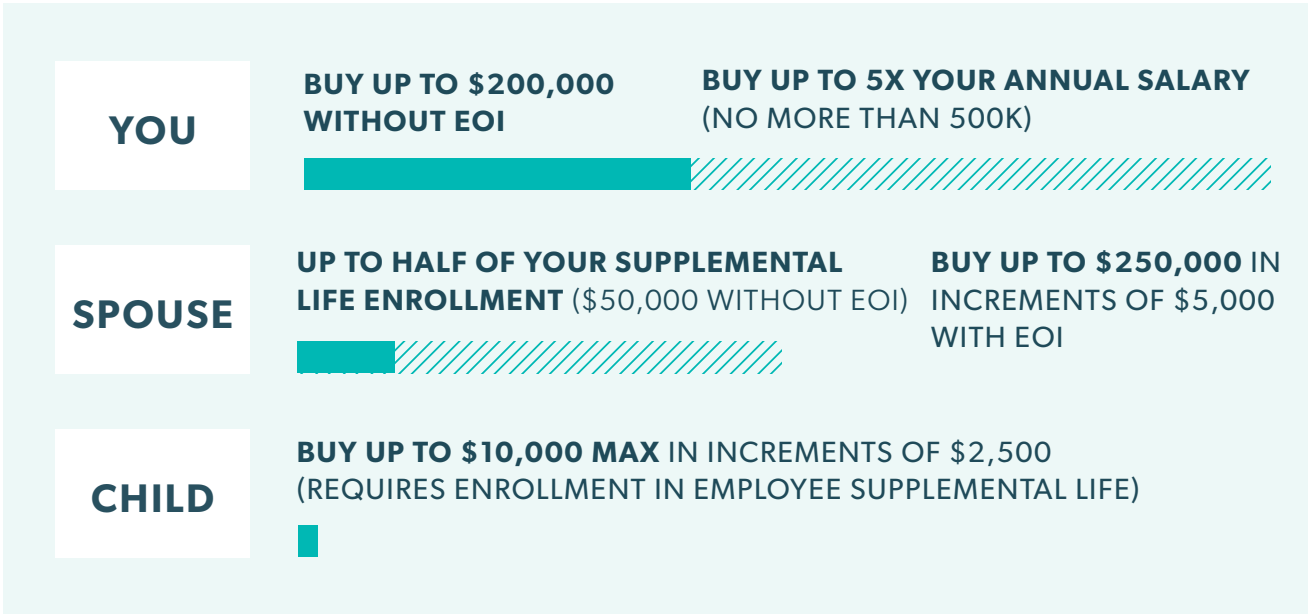 YOU
BUY UP TO $200,000
WITHOUT EOI
BUY UP TO 5X YOUR ANNUAL SALARY
(NO MORE THAN 500K)
SPOUSE
UP TO HALF OF YOUR SUPPLEMENTAL
LIFE ENROLLMENT ($50,000 WITHOUT EOI)
BUY UP TO $250,000 IN
INCREMENTS OF $5,000
WITH EOI
CHILD
BUY UP TO $10,000 MAX IN INCREMENTS OF $2,500
(REQUIRES ENROLLMENT IN EMPLOYEE SUPPLEMENTAL LIFE)